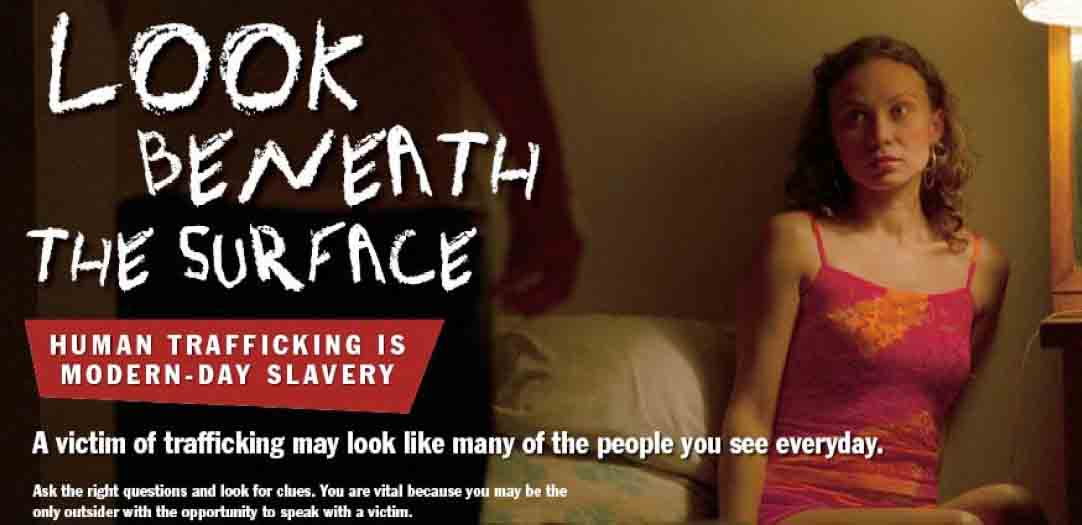 LOOK
BENEATH
THE SURFACE
HUMAN TRAFFICKING IS
MODERN-DAY SLAVERY
A victim of trafficking may look like many of the people you see everyday.
Ask the right questions and look for clues. You are vital because you may be the
only outsider with the opportunity to speak with a victim.